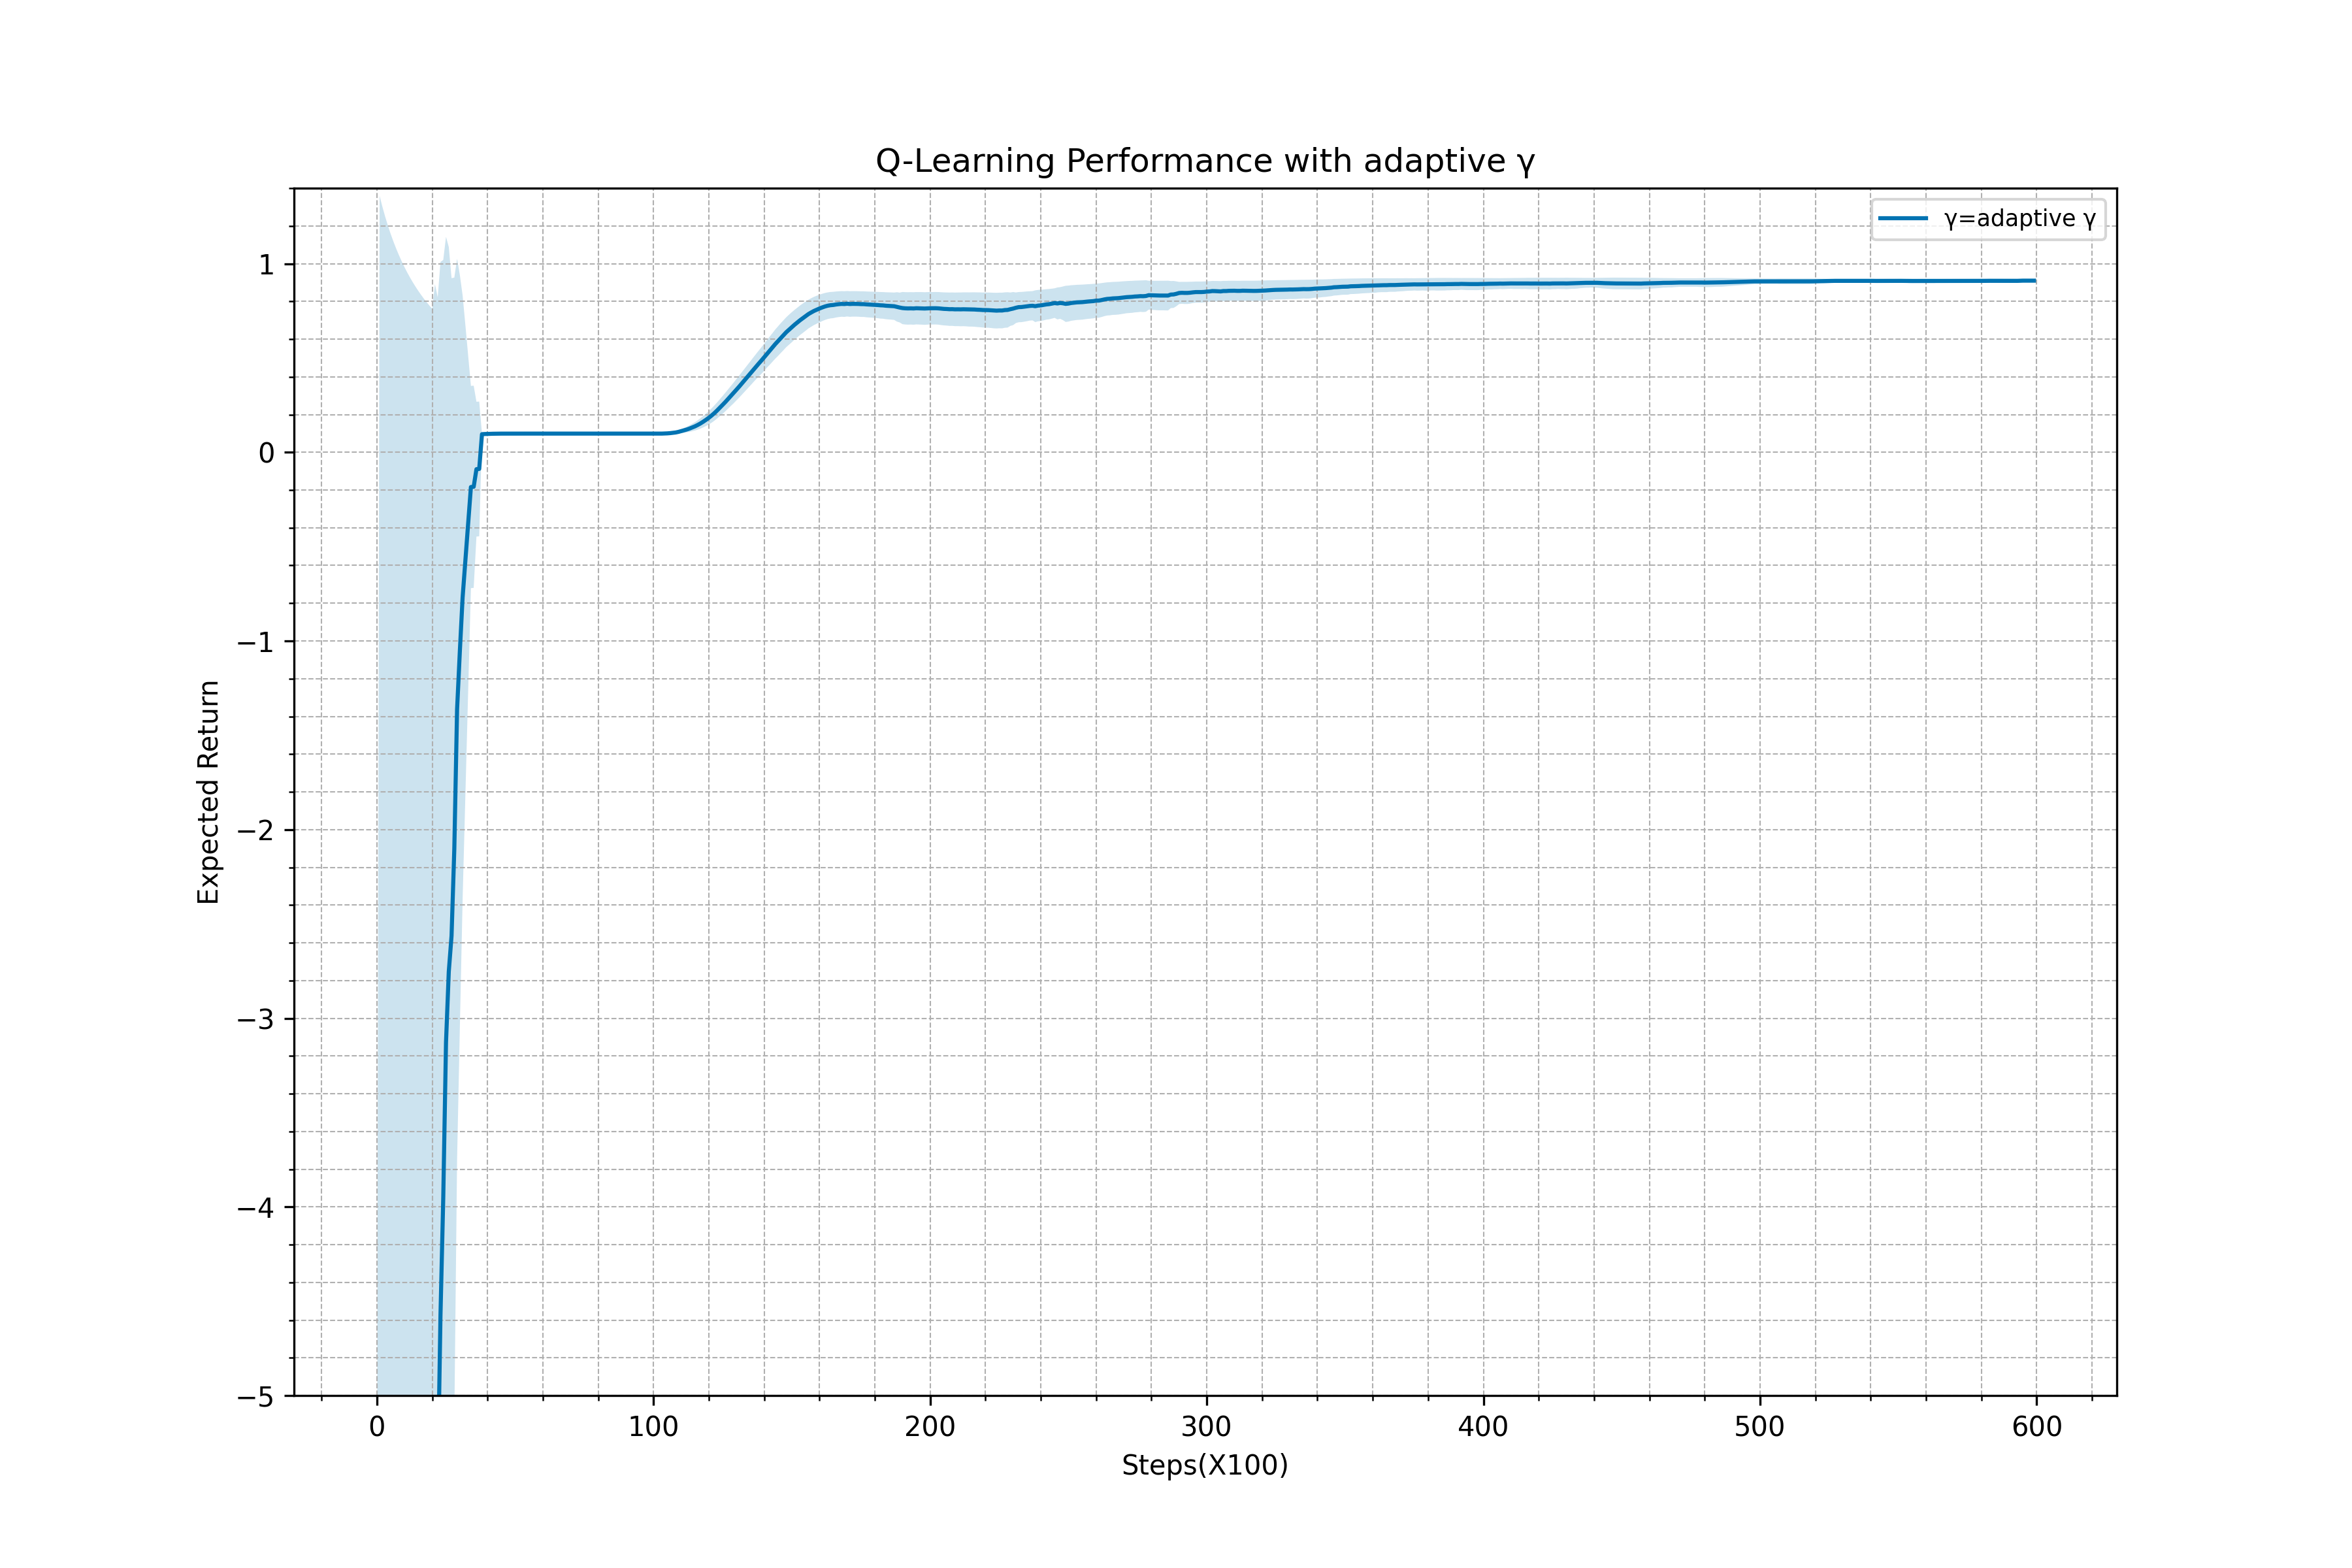 Q-Learning Performance with adaptive γ
γ=adaptive γ
1
0
−1
−2
−3
−4
−5
Expected Return
0 100 200 300 400 500 600
Steps(X100)